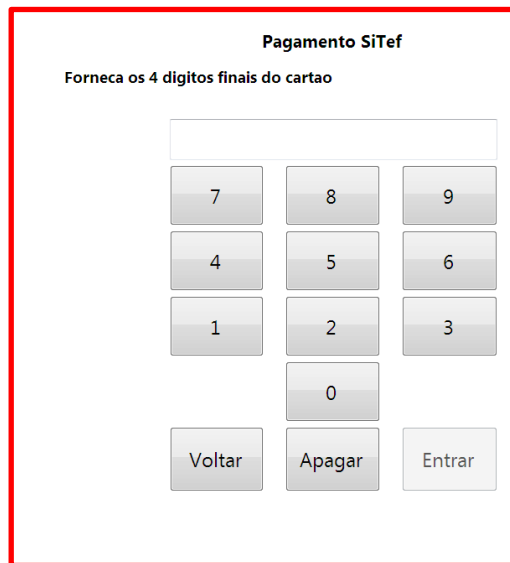 Pagamento SiTef
Forneca os 4 digitos finais do cartao
7 8 9
4 5 6
1 2 3
0
Voltar Apagar Entrar